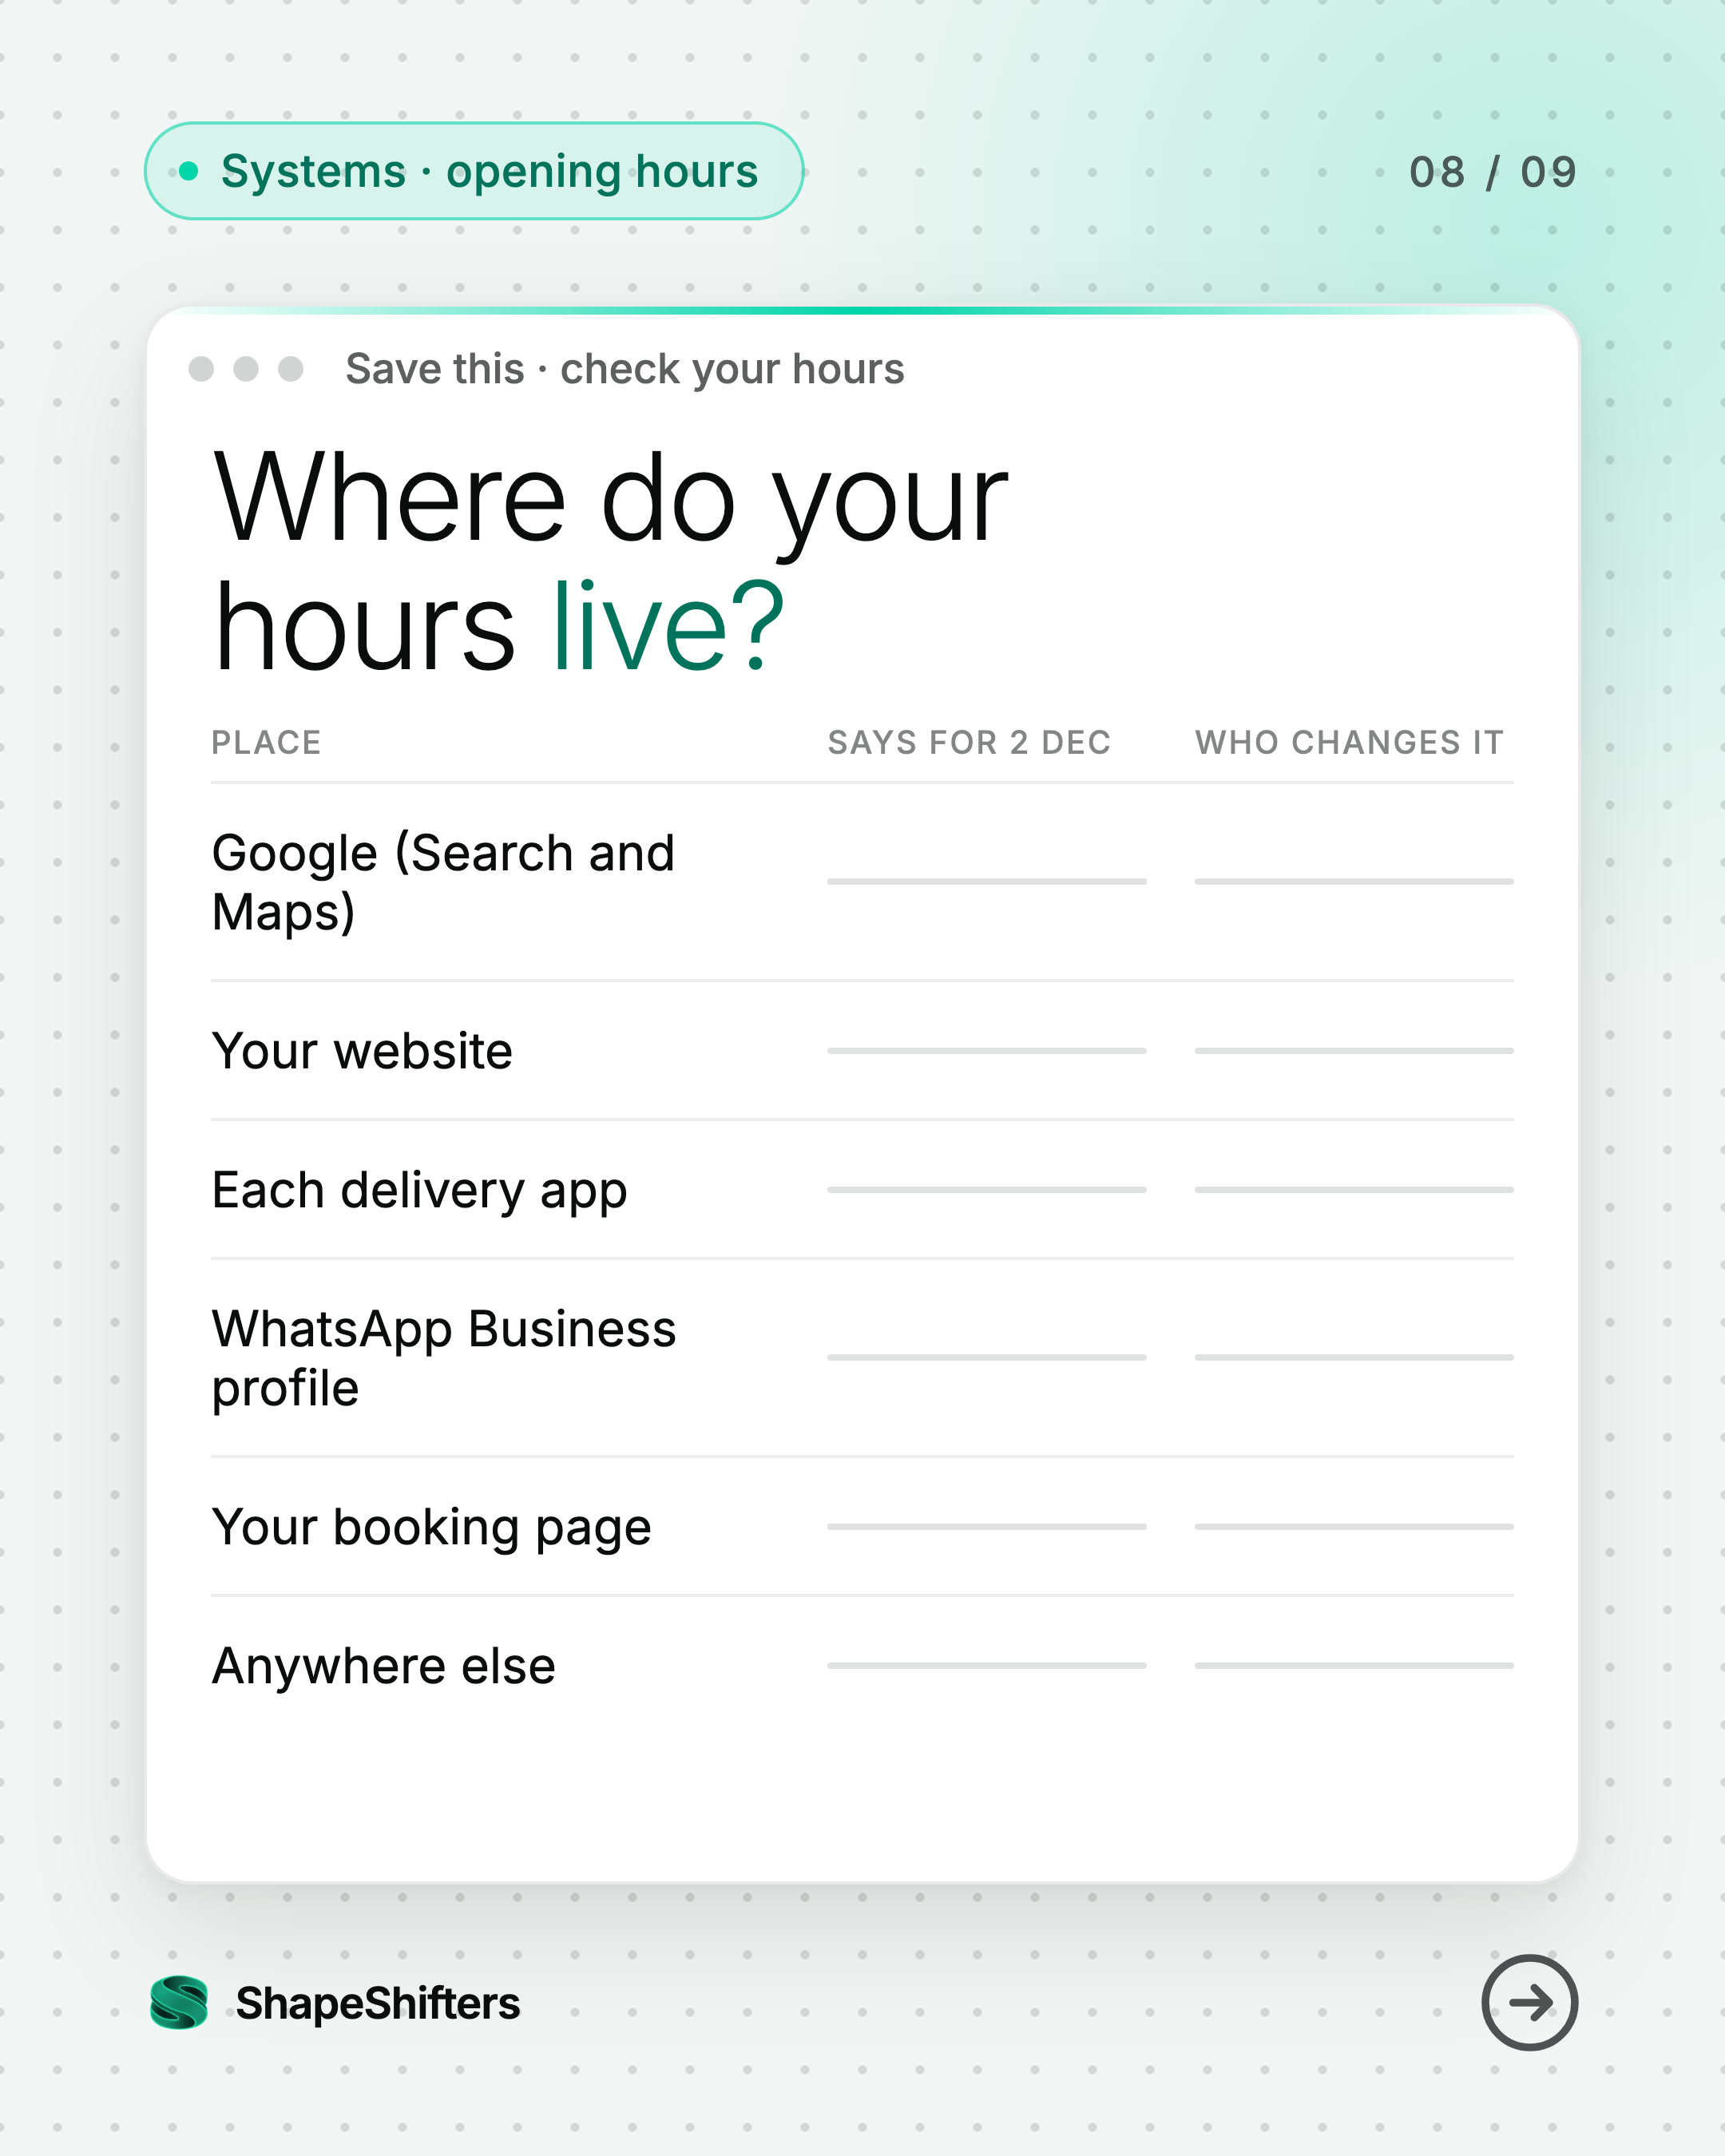 Systems · opening hours
08 / 09
Save this · check your hours
Where do your
hours live?
PLACE SAYS FOR 2 DEC WHO CHANGES IT
Google (Search and
Maps)
Your website
Each delivery app
WhatsApp Business
profile
Your booking page
Anywhere else
ShapeShifters